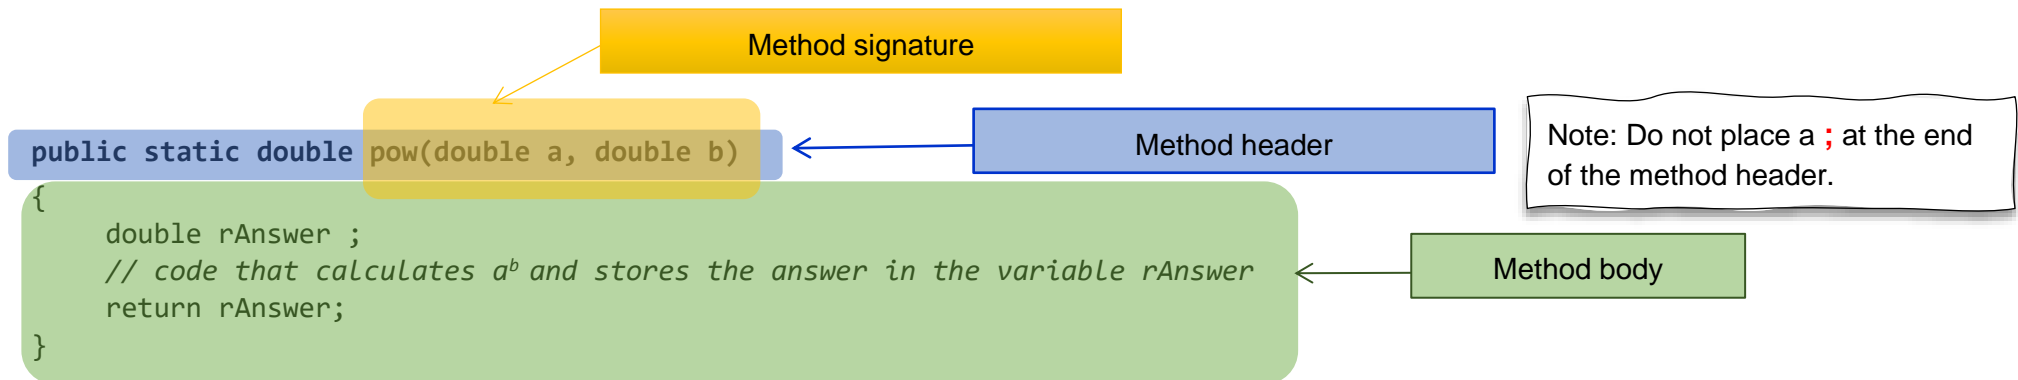 Method signature
public static double pow(double a, double b)
Method header
Note: Do not place a ; at the end
of the method header.
{
double rAnswer ;
// code that calculates aᵇ and stores the answer in the variable rAnswer
return rAnswer;
}
Method body